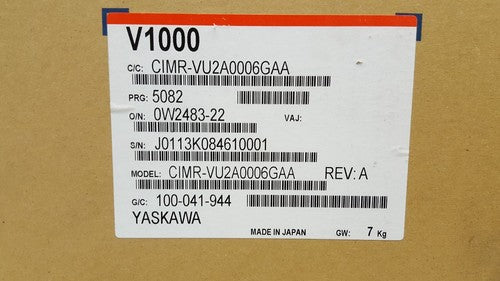 V1000
C/C: CIMR-VU2A0006GAA
PRG: 5082
O/N: 0W2483-22 VAJ:
S/N: J0113K084610001
MODEL: CIMR-VU2A0006GAA REV: A
G/C: 100-041-944
YASKAWA
MADE IN JAPAN GW: 7 Kg